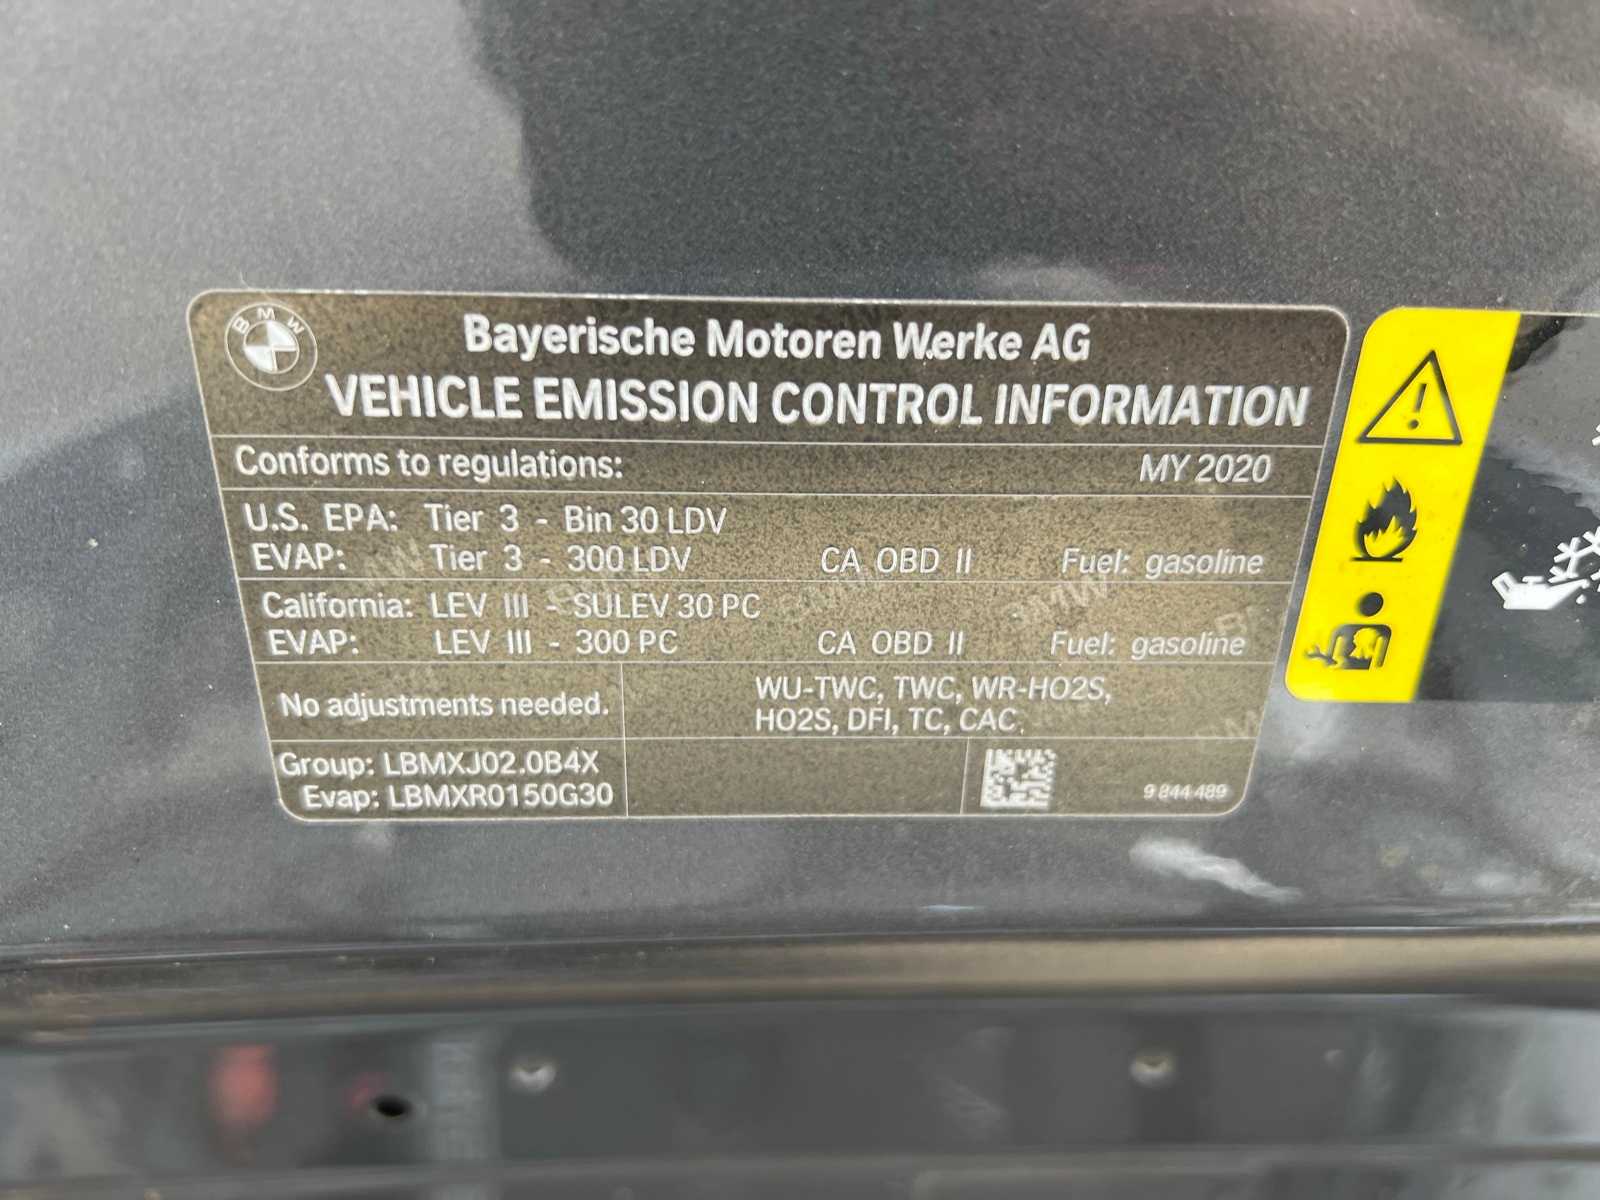 BMW
Bayerische Motoren Werke AG
VEHICLE EMISSION CONTROL INFORMATION
Conforms to regulations: MY 2020
U.S. EPA: Tier 3 - Bin 30 LDV
EVAP: Tier 3 - 300 LDV CA OBD II Fuel: gasoline
California: LEV III - SULEV 30 PC
EVAP: LEV III - 300 PC CA OBD II Fuel: gasoline
No adjustments needed.
WU-TWC, TWC, WR-HO2S,
HO2S, DFI, TC, CAC
Group: LBMXJ02.0B4X
Evap: LBMXR0150G30
9 844 489